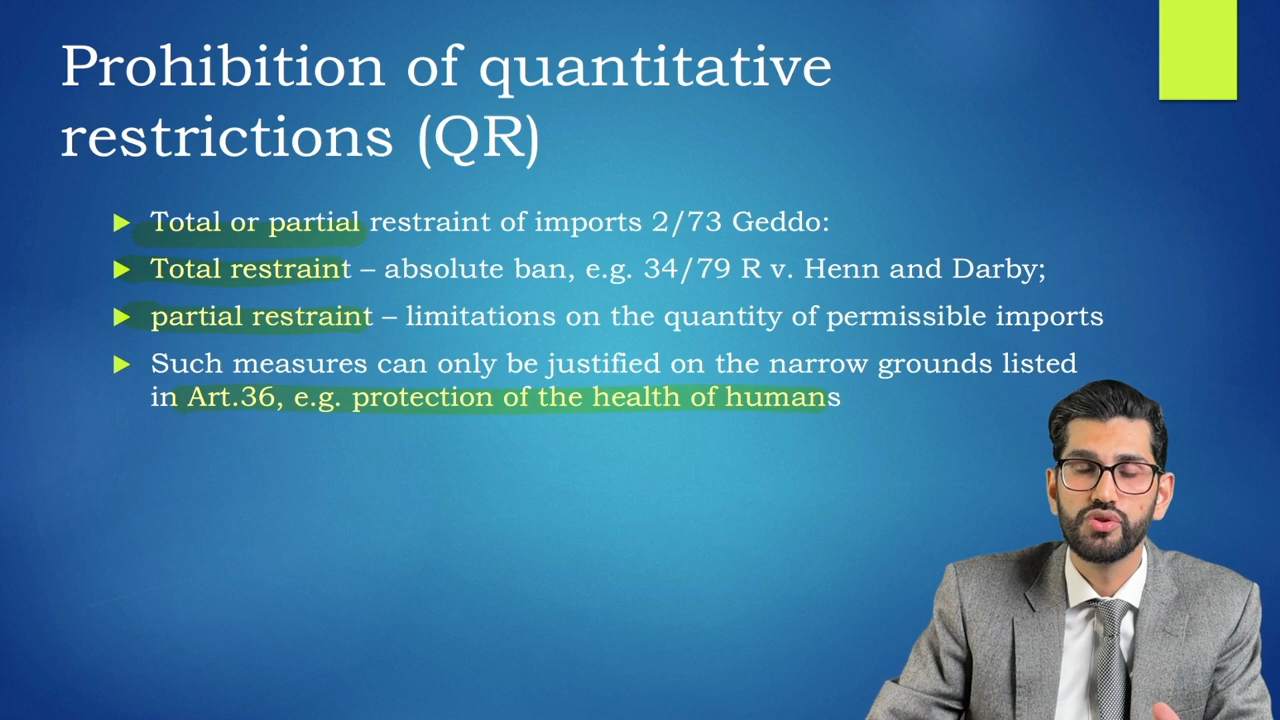 Prohibition of quantitative
restrictions (QR)
Total or partial restraint of imports 2/73 Geddo:
Total restraint – absolute ban, e.g. 34/79 R v. Henn and Darby;
partial restraint – limitations on the quantity of permissible imports
Such measures can only be justified on the narrow grounds listed
in Art.36, e.g. protection of the health of humans